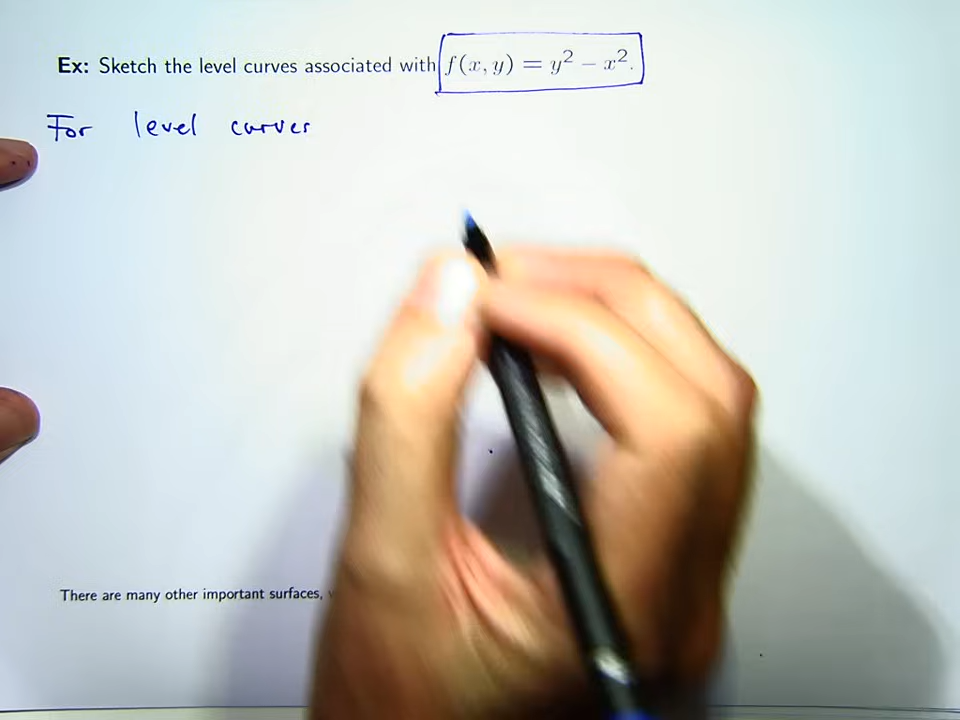 Ex: Sketch the level curves associated with f(x, y) = y² − x².
For level curves
There are many other important surfaces,